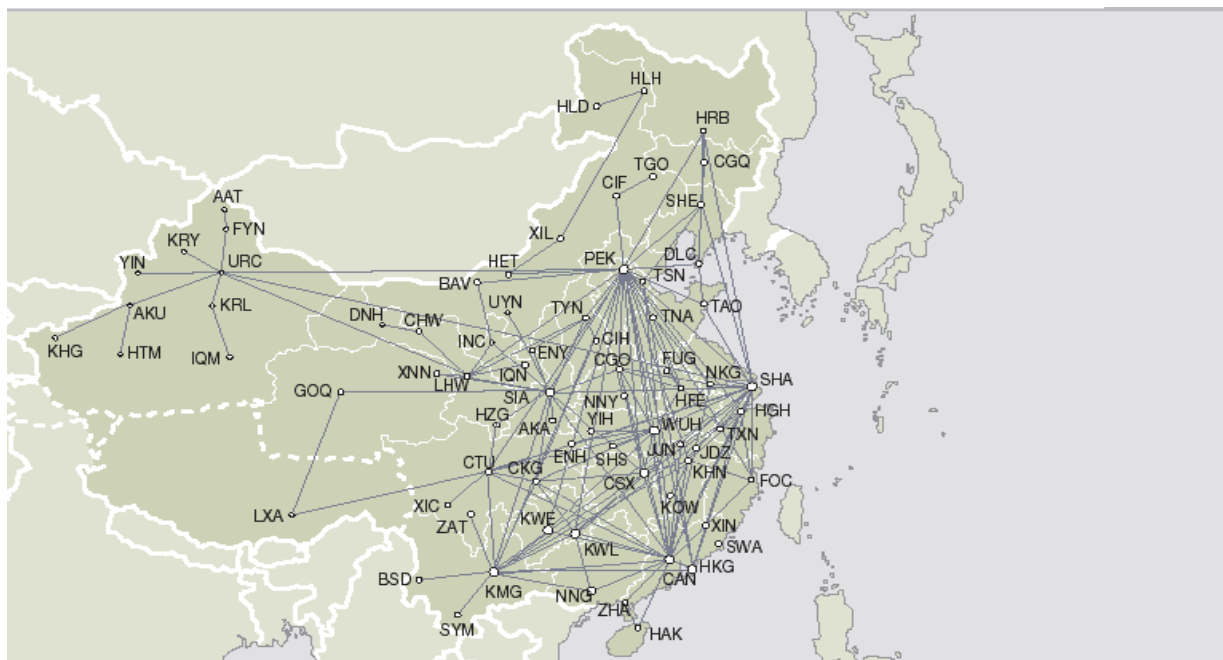 HLH
HLD
HRB
TGO
CGQ
CIF
AAT
SHE
FYN
KRY
XIL
URC
PEK
DLC
YIN
HET
TSN
BAV
UYN
TYN
TAO
AKU
KRL
DNH
CHW
TNA
INC
CIH
KHG
HTM
IQM
ENY
CGO
FUG
XNN
IQN
NKG
SHA
LHW
GOQ
SIA
NNY
HFE
HGH
HZG
AKA
YIH
WUH
TXN
ENH
SHS
JJN
JDZ
CTU
CKG
KHN
CSX
FOC
XIC
KOW
LXA
ZAT
KWE
XIN
KWL
SWA
HKG
BSD
CAN
KMG
NNG
ZHA
SYM
HAK